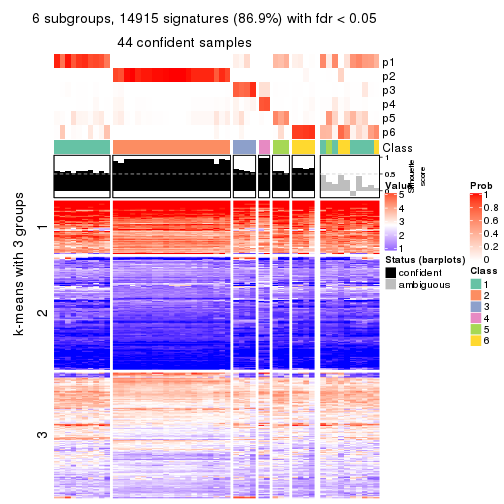 6 subgroups, 14915 signatures (86.9%) with fdr < 0.05
44 confident samples
p1
p2
p3
p4
p5
p6
Class
1
0.5
0
Silhouette
score
k-means with 3 groups
1
2
3
Value
5
4
3
2
1
Status (barplots)
confident
ambiguous
Prob
1
0.8
0.6
0.4
0.2
0
Class
1
2
3
4
5
6